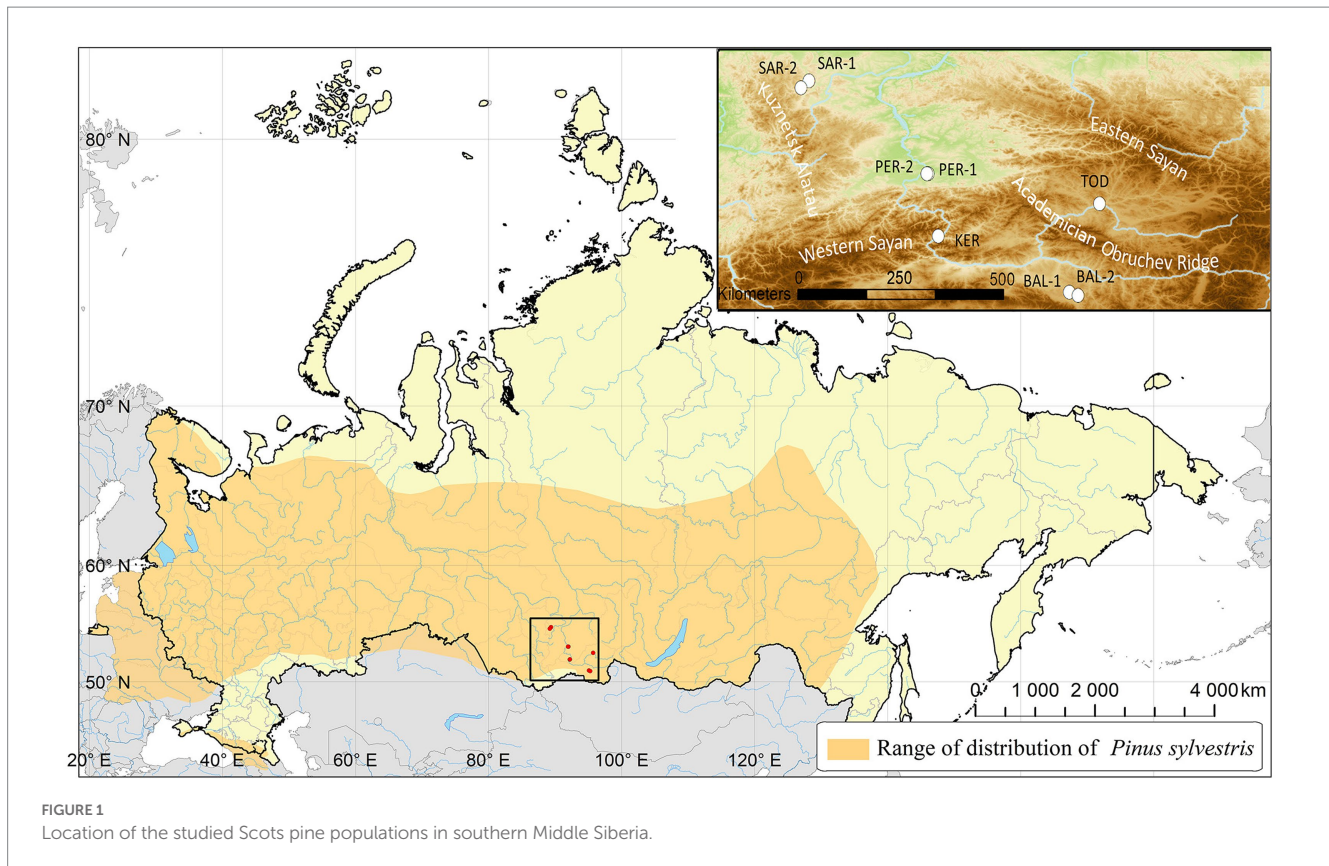 SAR-2 SAR-1
Kuznetsk Alatau
Eastern Sayan
PER-2 PER-1
TOD
Academician Obruchev Ridge
Western Sayan
KER
0 250 500
Kilometers
BAL-1 BAL-2
80° N
70° N
60° N
50° N
0 1 000 2 000 4 000 km
20° E 40° E 60° E 80° E 100° E 120° E
Range of distribution of Pinus sylvestris
FIGURE 1
Location of the studied Scots pine populations in southern Middle Siberia.